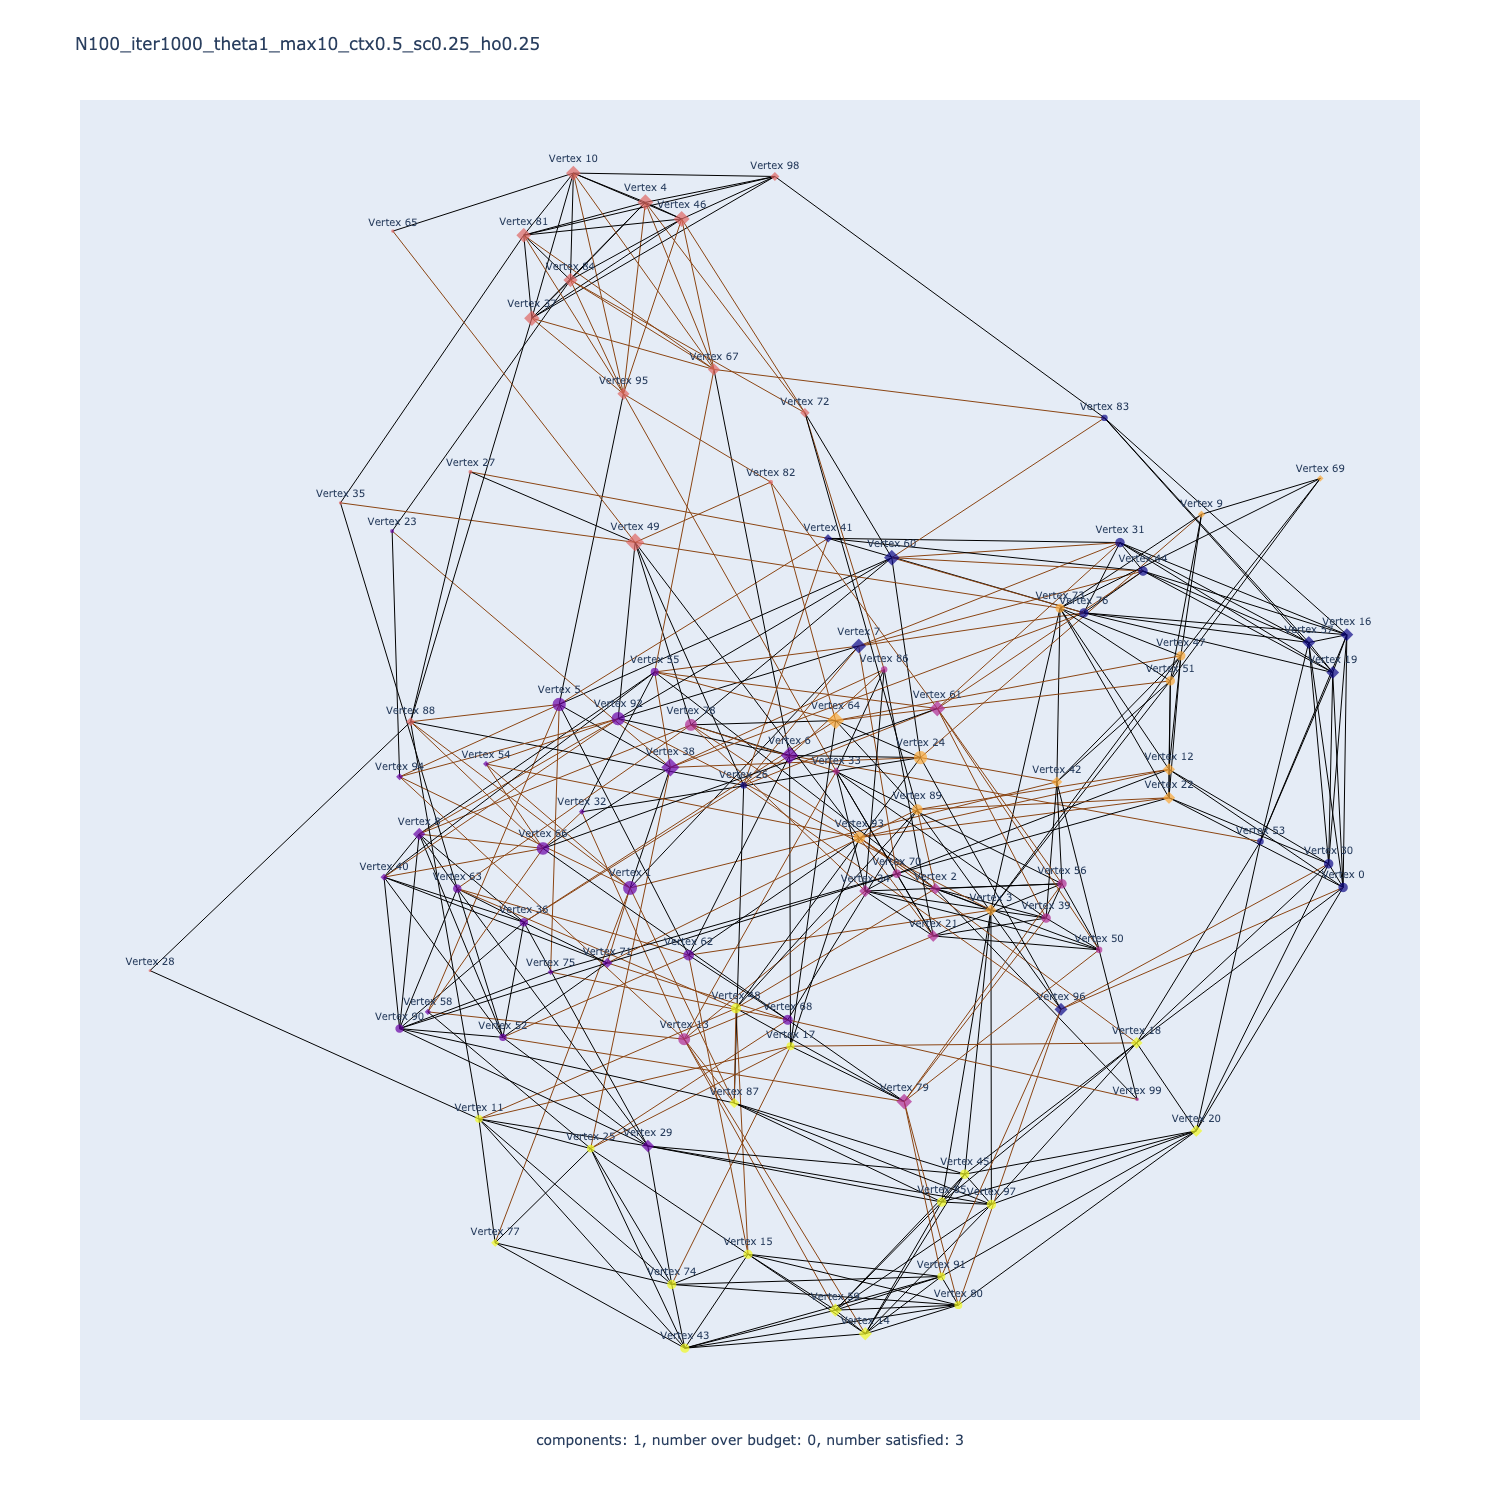 N100_iter1000_theta1_max10_ctx0.5_sc0.25_ho0.25
Vertex 10
Vertex 98
Vertex 4
Vertex 46
Vertex 65
Vertex 81
Vertex 84
Vertex 37
Vertex 67
Vertex 95
Vertex 72
Vertex 83
Vertex 27
Vertex 82
Vertex 69
Vertex 35
Vertex 9
Vertex 23
Vertex 49
Vertex 41
Vertex 31
Vertex 60
Vertex 44
Vertex 73
Vertex 76
Vertex 16
Vertex 7
Vertex 47
Vertex 19
Vertex 55
Vertex 86
Vertex 51
Vertex 5
Vertex 92
Vertex 88
Vertex 78
Vertex 64
Vertex 61
Vertex 6
Vertex 24
Vertex 54
Vertex 38
Vertex 33
Vertex 94
Vertex 26
Vertex 42
Vertex 12
Vertex 22
Vertex 32
Vertex 89
Vertex 8
Vertex 66
Vertex 93
Vertex 53
Vertex 30
Vertex 40
Vertex 63
Vertex 1
Vertex 70
Vertex 2
Vertex 56
Vertex 0
Vertex 3
Vertex 36
Vertex 39
Vertex 21
Vertex 50
Vertex 28
Vertex 71
Vertex 75
Vertex 62
Vertex 58
Vertex 90
Vertex 52
Vertex 48
Vertex 68
Vertex 96
Vertex 13
Vertex 17
Vertex 18
Vertex 87
Vertex 79
Vertex 99
Vertex 11
Vertex 25
Vertex 29
Vertex 20
Vertex 45
Vertex 97
Vertex 77
Vertex 15
Vertex 74
Vertex 91
Vertex 59
Vertex 80
Vertex 14
Vertex 43
components: 1, number over budget: 0, number satisfied: 3